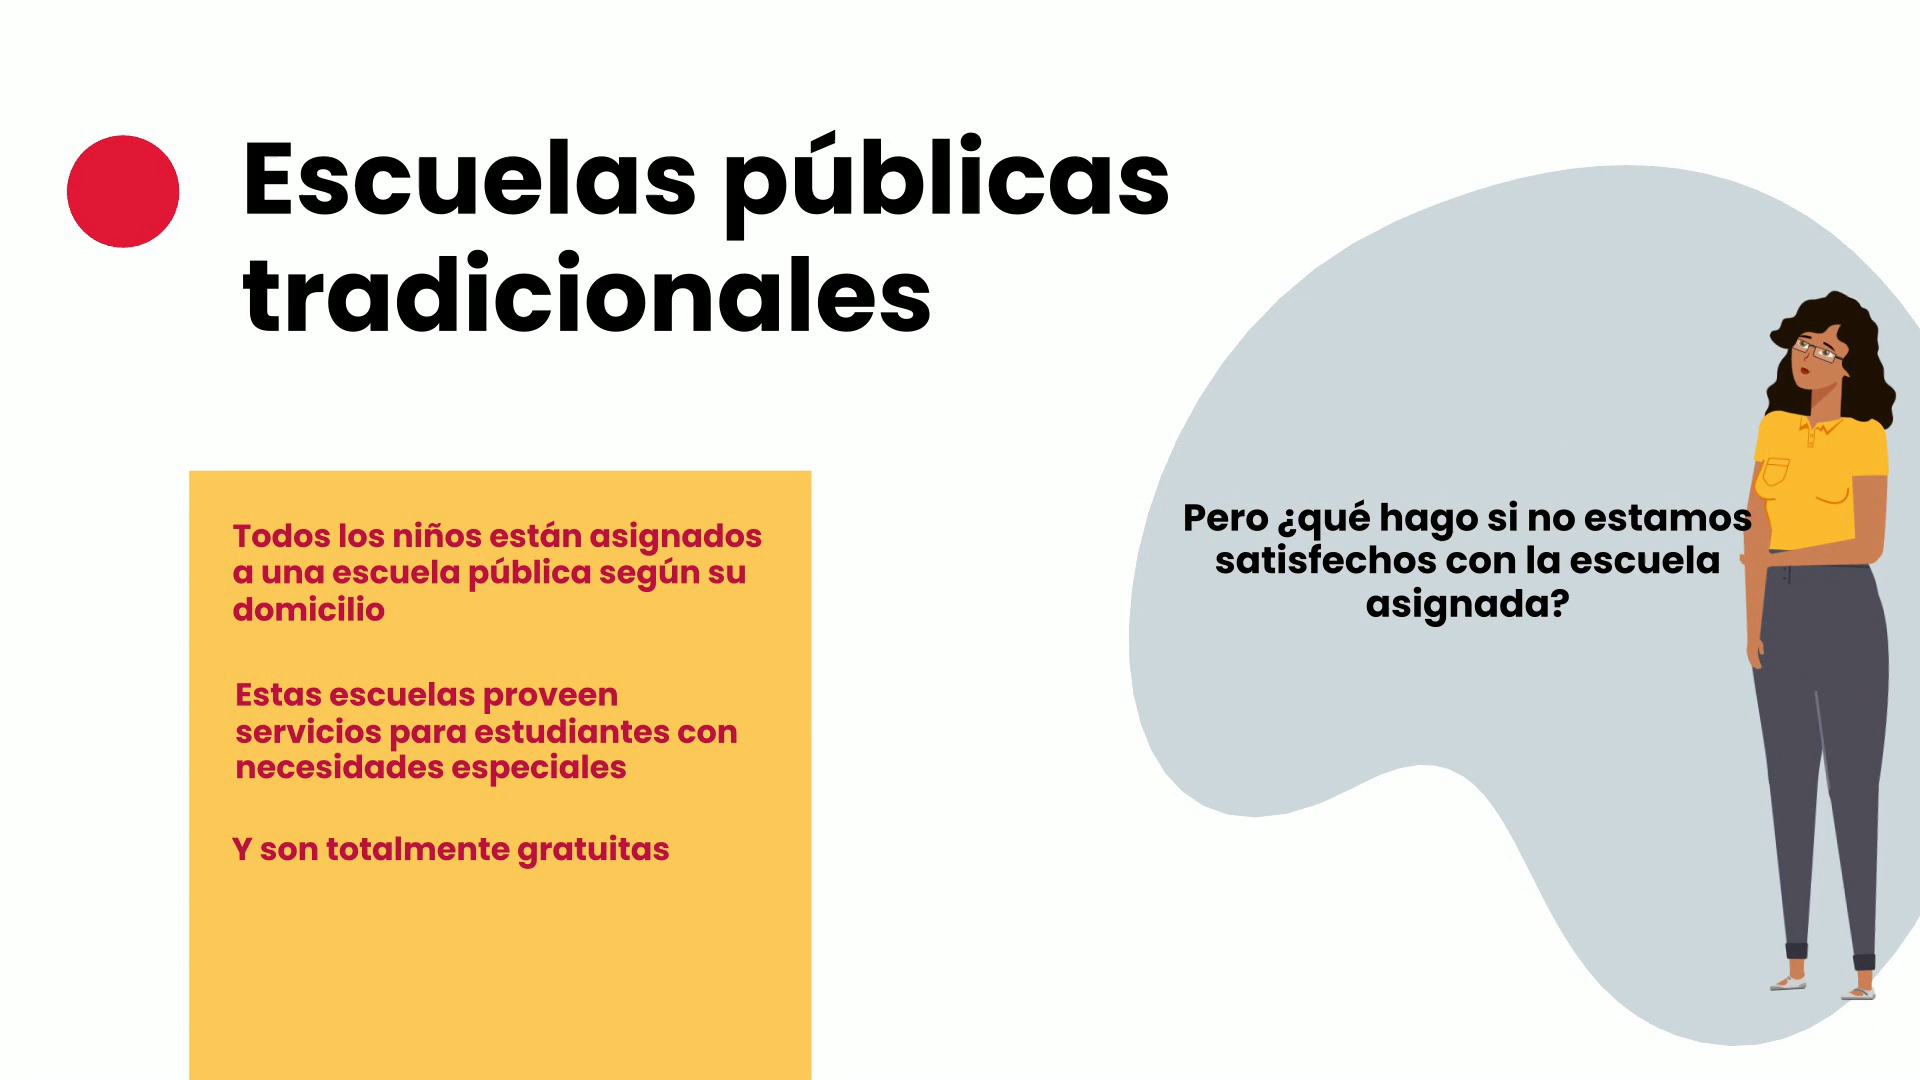 Escuelas públicas
tradicionales
Todos los niños están asignados
a una escuela pública según su
domicilio
Estas escuelas proveen
servicios para estudiantes con
necesidades especiales
Y son totalmente gratuitas
Pero ¿qué hago si no estamos
satisfechos con la escuela
asignada?